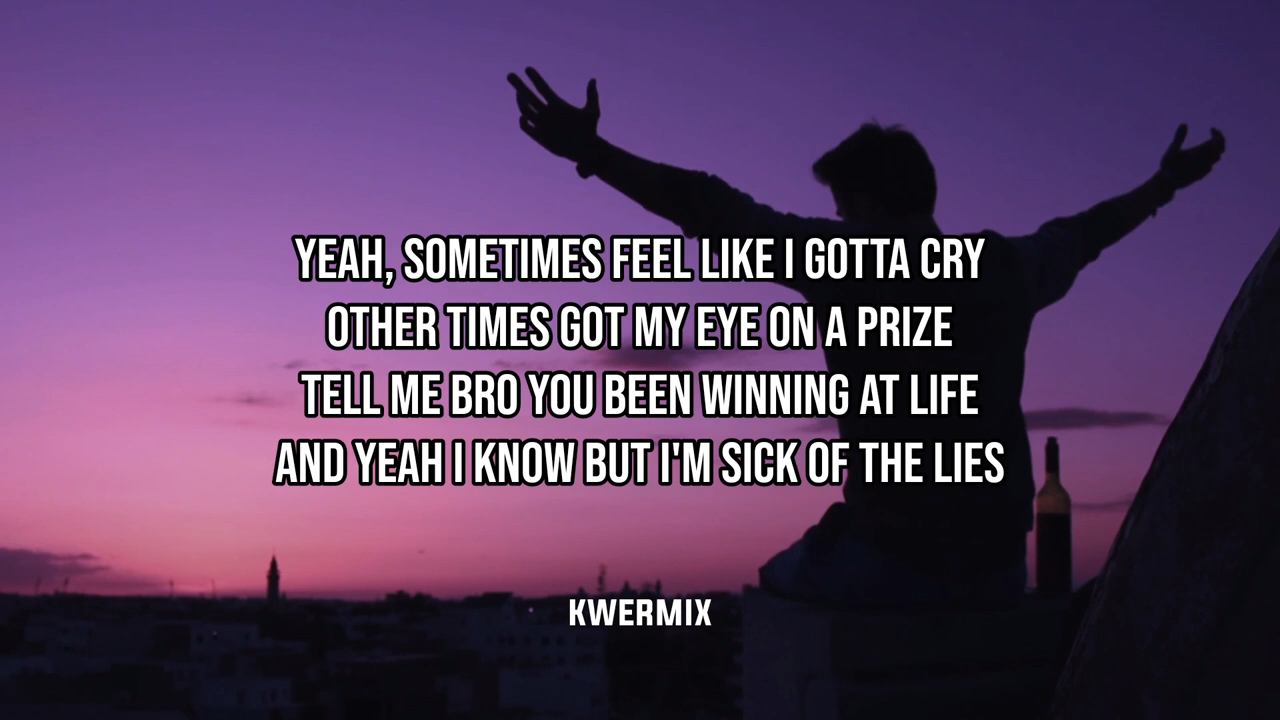 YEAH, SOMETIMES FEEL LIKE I GOTTA CRY
OTHER TIMES GOT MY EYE ON A PRIZE
TELL ME BRO YOU BEEN WINNING AT LIFE
AND YEAH I KNOW BUT I'M SICK OF THE LIES
KWERMIX